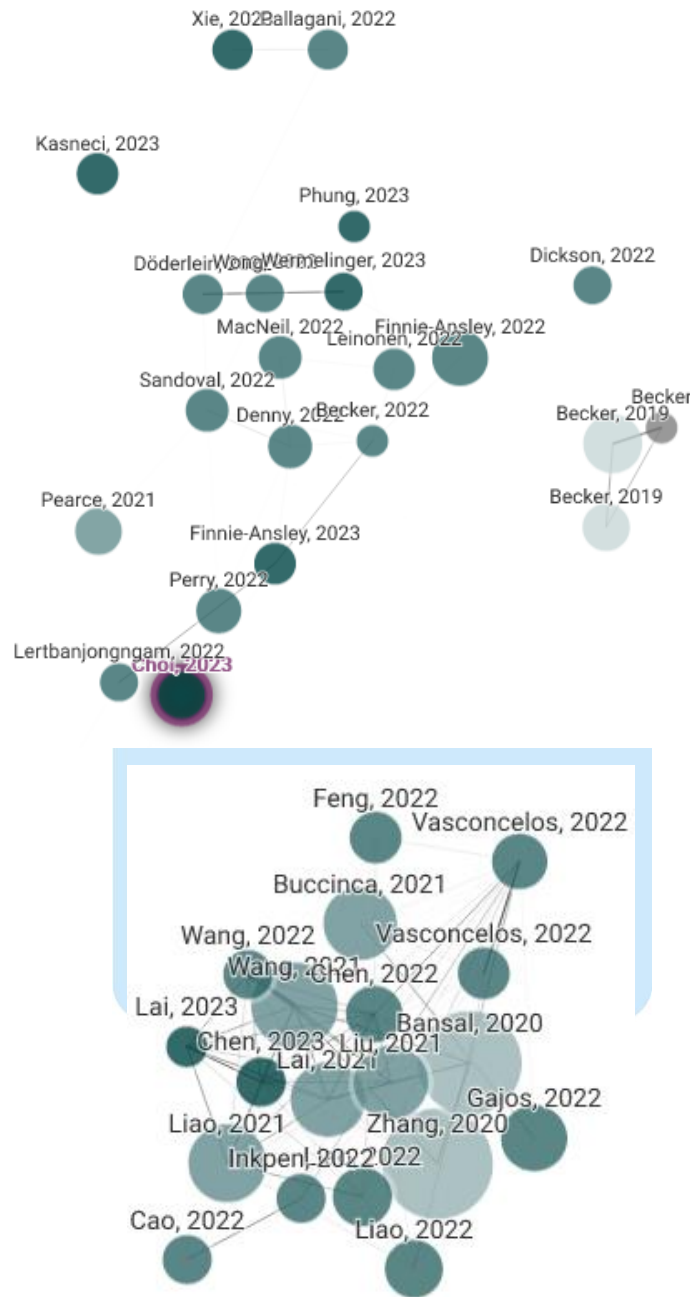 Xie, 2023
Pallagani, 2022
Kasneci, 2023
Phung, 2023
Dickson, 2022
Döderlein, 2022
Wong, 2022
Wermelinger, 2023
MacNeil, 2022
Finnie-Ansley, 2022
Leinonen, 2022
Sandoval, 2022
Becker
Denny, 2022
Becker, 2022
Becker, 2019
Pearce, 2021
Becker, 2019
Finnie-Ansley, 2023
Perry, 2022
Lertbanjongngam, 2022
Choi, 2023
Feng, 2022
Vasconcelos, 2022
Buccinca, 2021
Wang, 2022
Vasconcelos, 2022
Wang, 2021
Chen, 2022
Lai, 2023
Bansal, 2020
Chen, 2023
Liu, 2021
Lai, 2021
Gajos, 2022
Liao, 2021
Zhang, 2020
Inkpen, 2022
2022
Cao, 2022
Liao, 2022